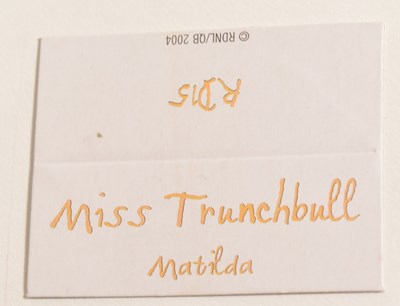 © RDNL/QB 2004
RD15
Miss Trunchbull
Matilda